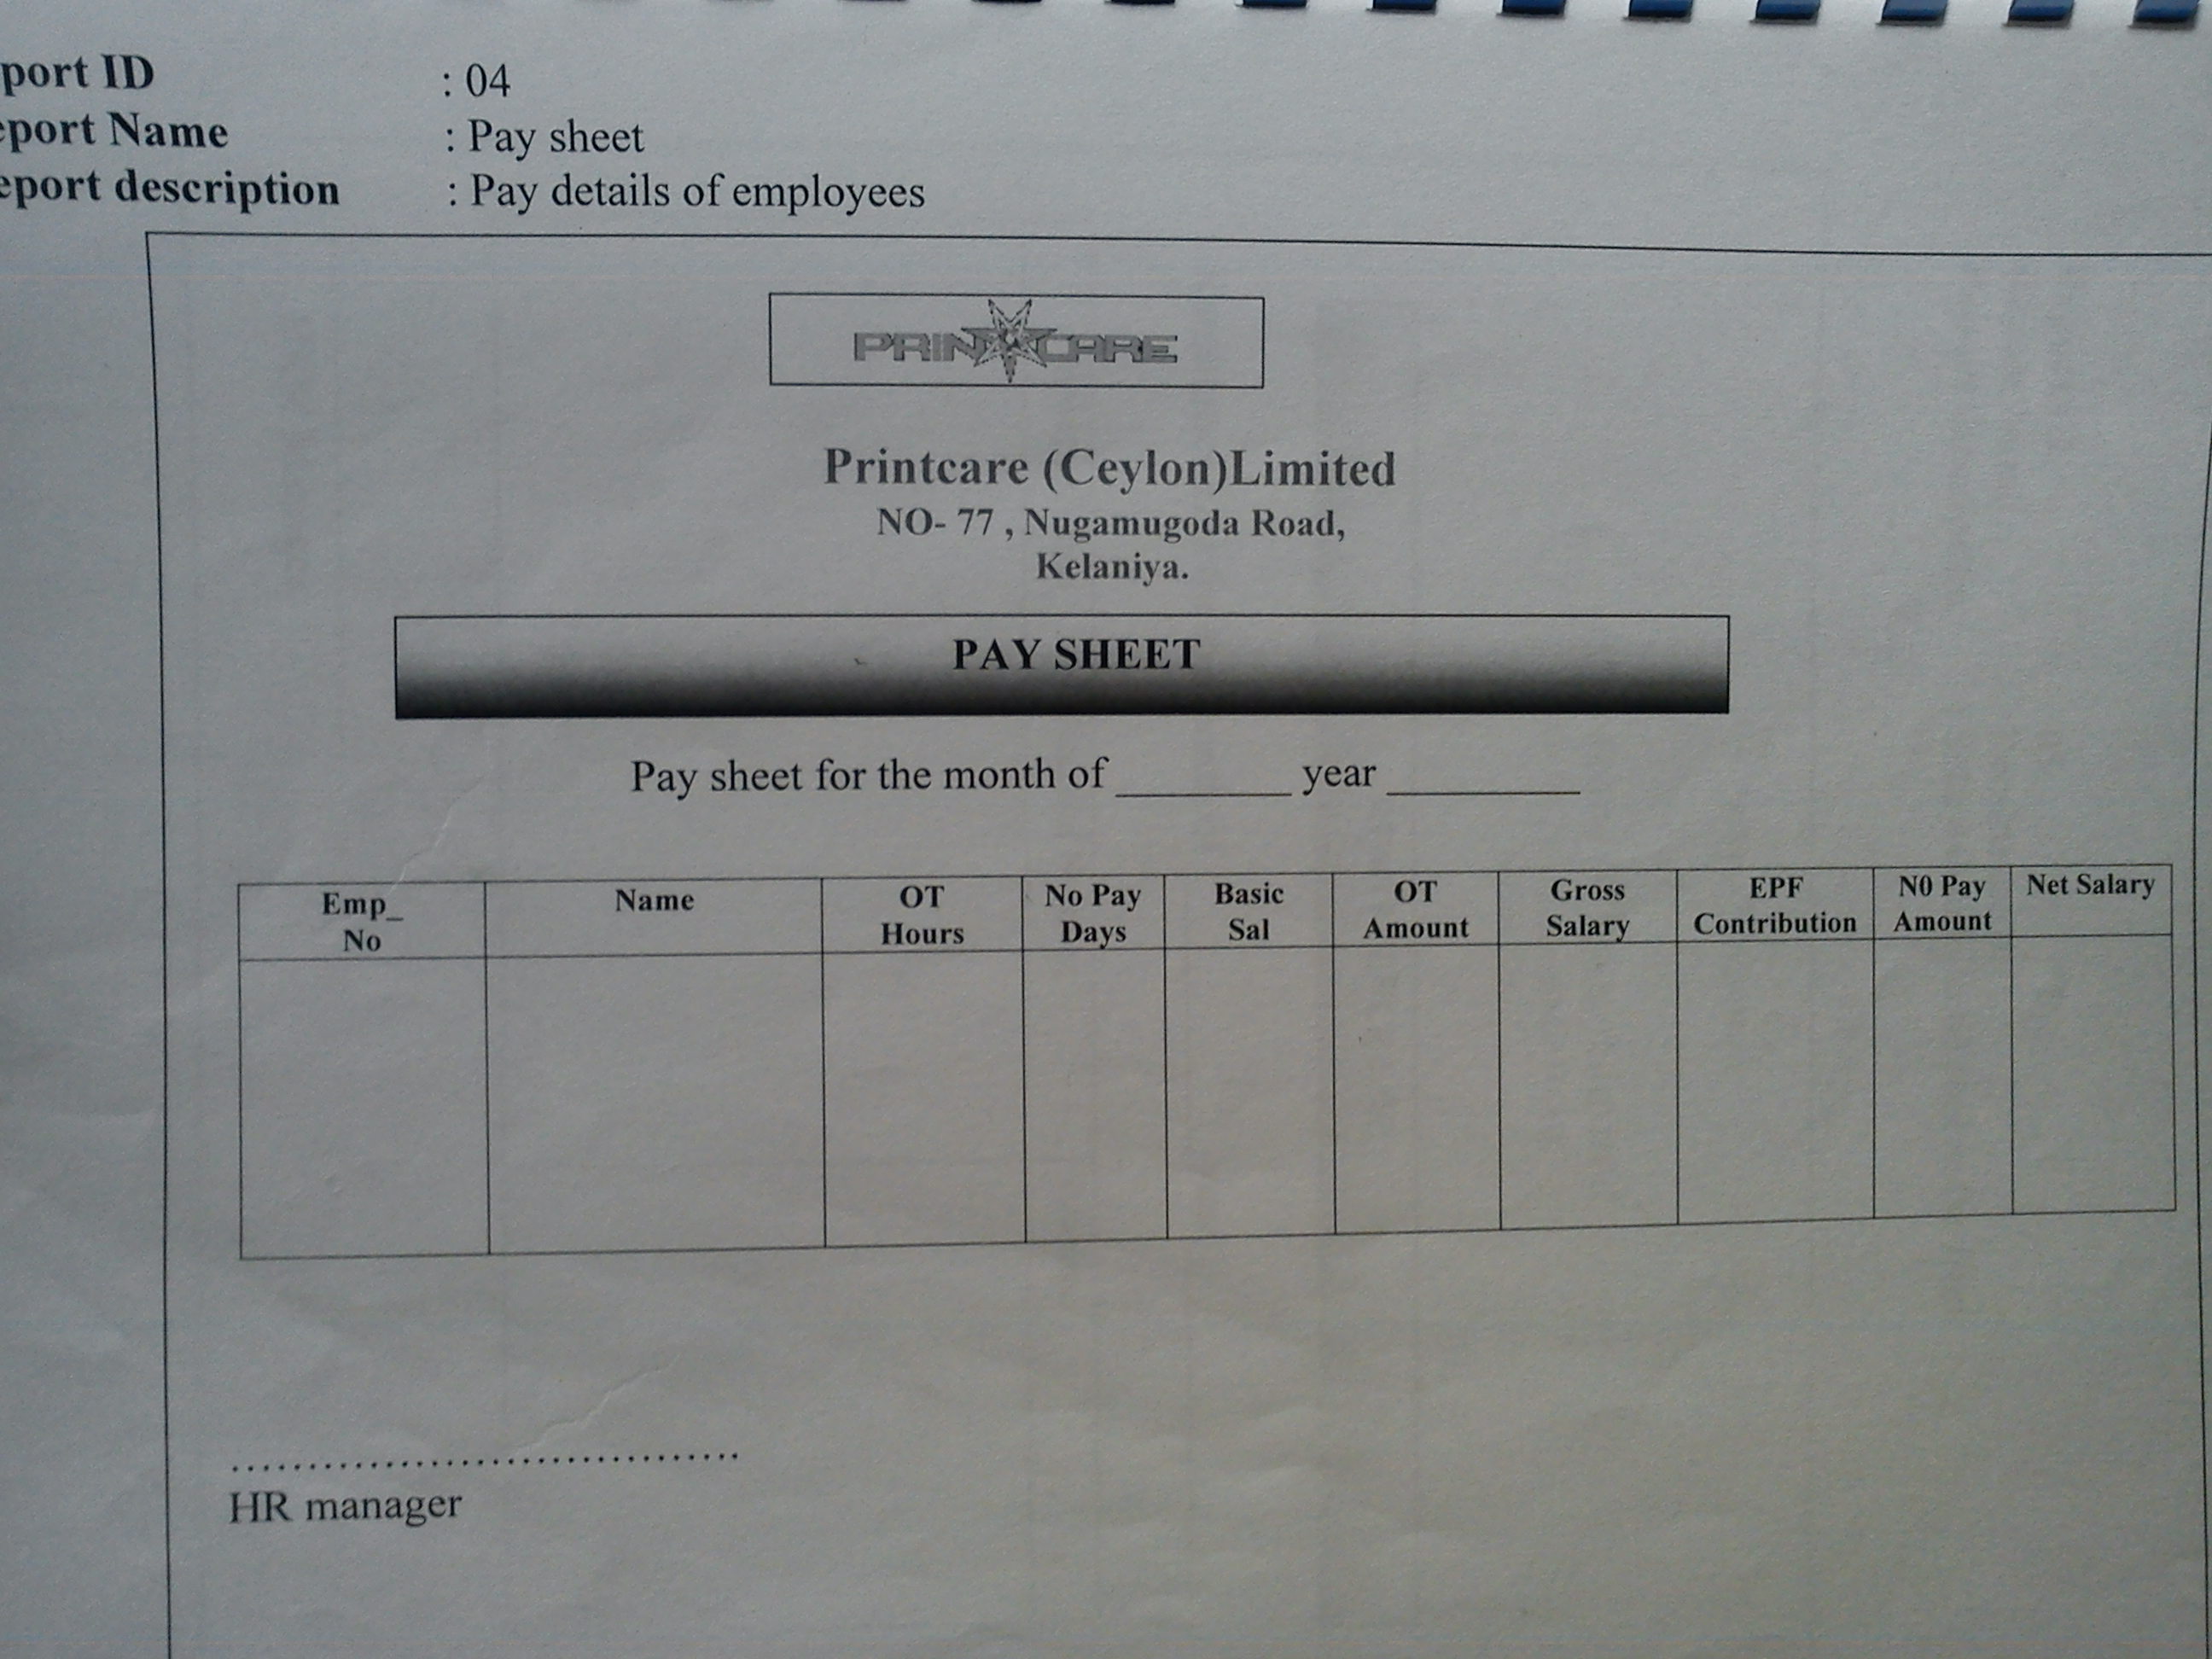 port ID : 04
eport Name : Pay sheet
eport description : Pay details of employees
PRINTCARE
Printcare (Ceylon)Limited
NO- 77 , Nugamugoda Road,
Kelaniya.
PAY SHEET
Pay sheet for the month of ________ year _________
Emp_ No Name OT Hours No Pay Days Basic Sal OT Amount Gross Salary EPF Contribution N0 Pay Amount Net Salary
..................................
HR manager